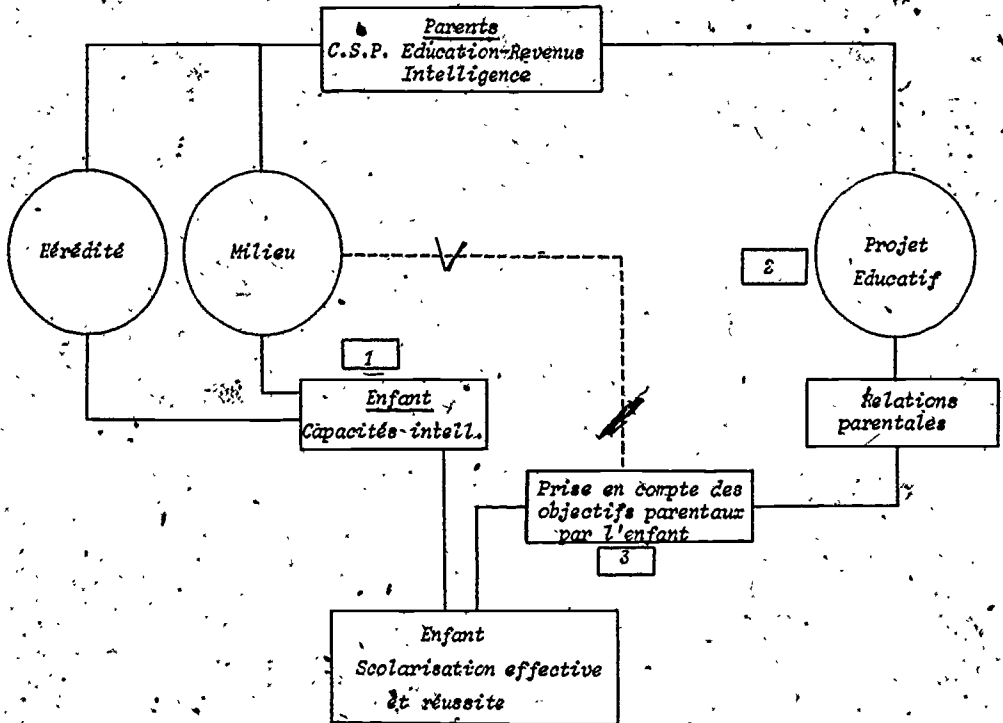 Parents
C.S.P. Education-Revenus
Intelligence
Hérédité
Milieu
Projet
Educatif
2
1
Enfant
Capacités-intell.
Relations
parentales
Prise en compte des
objectifs parentaux
par l'enfant
3
Enfant
Scolarisation effective
et réussite